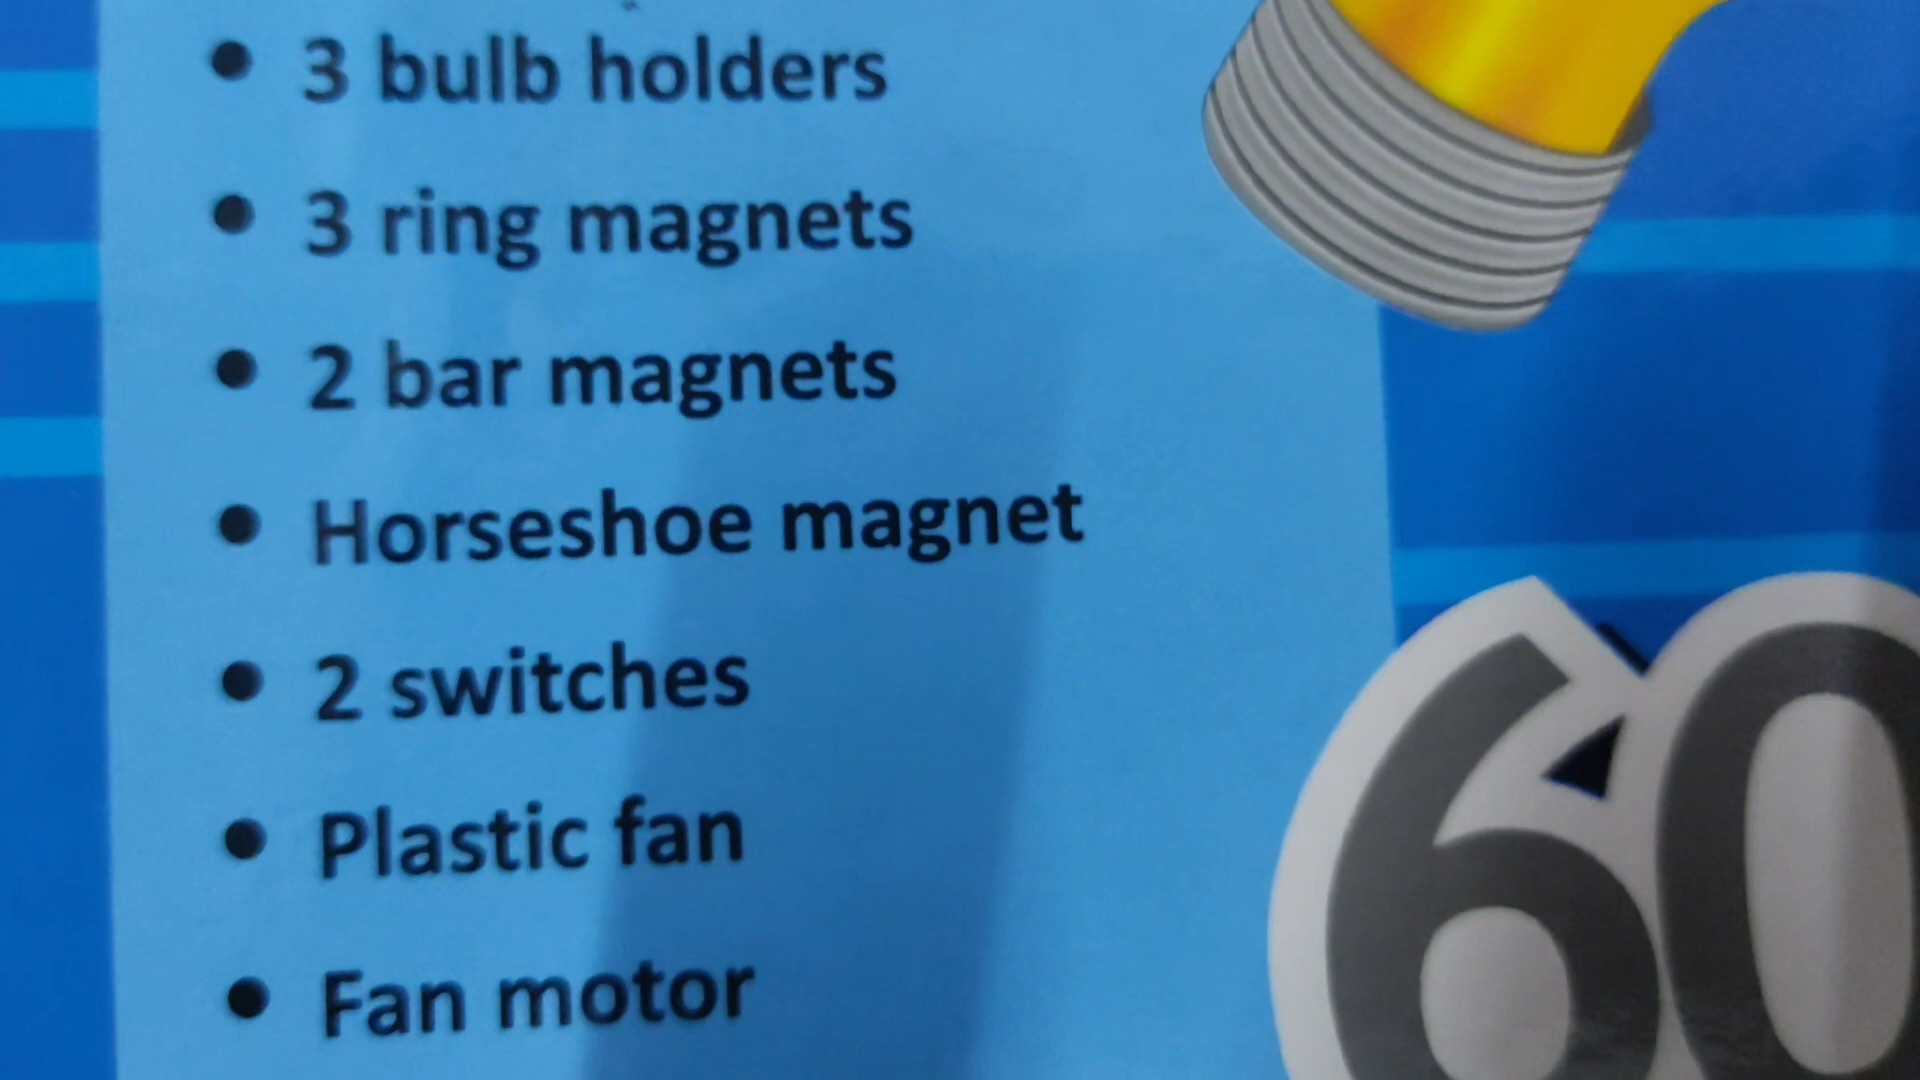 • 3 bulb holders
• 3 ring magnets
• 2 bar magnets
• Horseshoe magnet
• 2 switches
• Plastic fan
• Fan motor
60